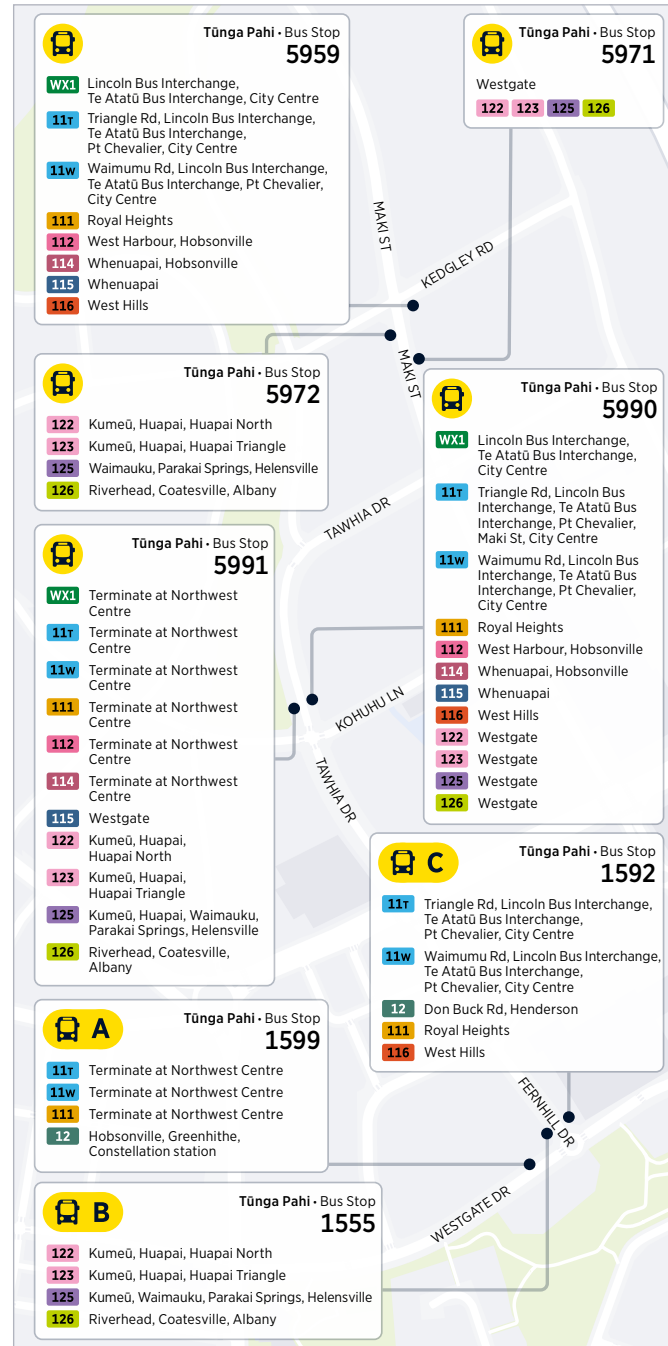 Tūnga Pahi • Bus Stop
5959
WX1 Lincoln Bus Interchange,
Te Atatū Bus Interchange, City Centre
11T Triangle Rd, Lincoln Bus Interchange,
Te Atatū Bus Interchange,
Pt Chevalier, City Centre
11W Waimumu Rd, Lincoln Bus Interchange,
Te Atatū Bus Interchange, Pt Chevalier,
City Centre
111 Royal Heights
112 West Harbour, Hobsonville
114 Whenuapai, Hobsonville
115 Whenuapai
116 West Hills
Tūnga Pahi • Bus Stop
5971
Westgate
122 123 125 126
MAKI ST
KEDGLEY RD
MAKI ST
Tūnga Pahi • Bus Stop
5972
122 Kumeū, Huapai, Huapai North
123 Kumeū, Huapai, Huapai Triangle
125 Waimauku, Parakai Springs, Helensville
126 Riverhead, Coatesville, Albany
Tūnga Pahi • Bus Stop
5990
WX1 Lincoln Bus Interchange,
Te Atatū Bus Interchange,
City Centre
11T Triangle Rd, Lincoln Bus
Interchange, Te Atatū Bus
Interchange, Pt Chevalier,
Maki St, City Centre
11W Waimumu Rd, Lincoln Bus
Interchange, Te Atatū Bus
Interchange, Pt Chevalier,
City Centre
111 Royal Heights
112 West Harbour, Hobsonville
114 Whenuapai, Hobsonville
115 Whenuapai
116 West Hills
122 Westgate
123 Westgate
125 Westgate
126 Westgate
TAWHIA DR
Tūnga Pahi • Bus Stop
5991
WX1 Terminate at Northwest
Centre
11T Terminate at Northwest
Centre
11W Terminate at Northwest
Centre
111 Terminate at Northwest
Centre
112 Terminate at Northwest
Centre
114 Terminate at Northwest
Centre
115 Westgate
122 Kumeū, Huapai,
Huapai North
123 Kumeū, Huapai,
Huapai Triangle
125 Kumeū, Huapai, Waimauku,
Parakai Springs, Helensville
126 Riverhead, Coatesville,
Albany
KOHUHU LN
TAWHIA DR
C
Tūnga Pahi • Bus Stop
1592
11T Triangle Rd, Lincoln Bus Interchange,
Te Atatū Bus Interchange,
Pt Chevalier, City Centre
11W Waimumu Rd, Lincoln Bus Interchange,
Te Atatū Bus Interchange,
Pt Chevalier, City Centre
12 Don Buck Rd, Henderson
111 Royal Heights
116 West Hills
A
Tūnga Pahi • Bus Stop
1599
11T Terminate at Northwest Centre
11W Terminate at Northwest Centre
111 Terminate at Northwest Centre
12 Hobsonville, Greenhithe,
Constellation station
FERNHILL DR
WESTGATE DR
B
Tūnga Pahi • Bus Stop
1555
122 Kumeū, Huapai, Huapai North
123 Kumeū, Huapai, Huapai Triangle
125 Kumeū, Waimauku, Parakai Springs, Helensville
126 Riverhead, Coatesville, Albany